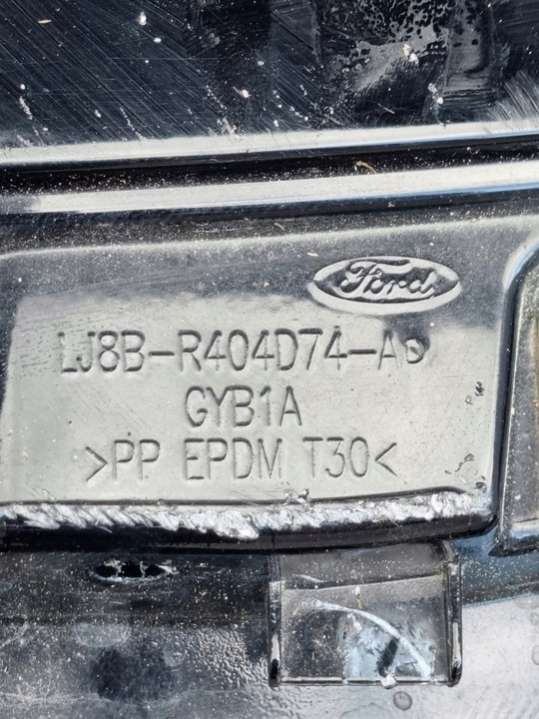 Ford
LJ8B-R404D74-A
GYB1A
>PP EPDM T30<